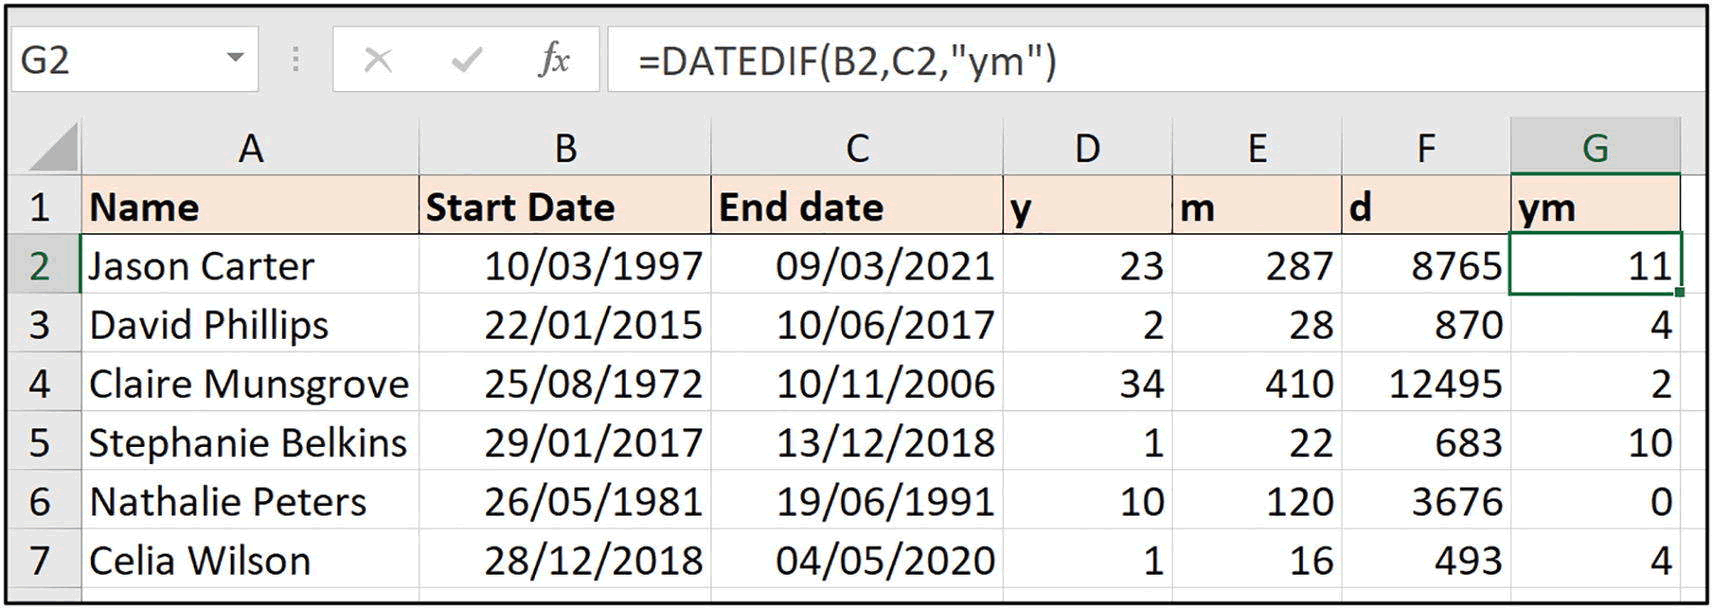 G2 fx =DATEDIF(B2,C2,"ym")
A B C D E F G
1 Name Start Date End date y m d ym
2 Jason Carter 10/03/1997 09/03/2021 23 287 8765 11
3 David Phillips 22/01/2015 10/06/2017 2 28 870 4
4 Claire Munsgrove 25/08/1972 10/11/2006 34 410 12495 2
5 Stephanie Belkins 29/01/2017 13/12/2018 1 22 683 10
6 Nathalie Peters 26/05/1981 19/06/1991 10 120 3676 0
7 Celia Wilson 28/12/2018 04/05/2020 1 16 493 4